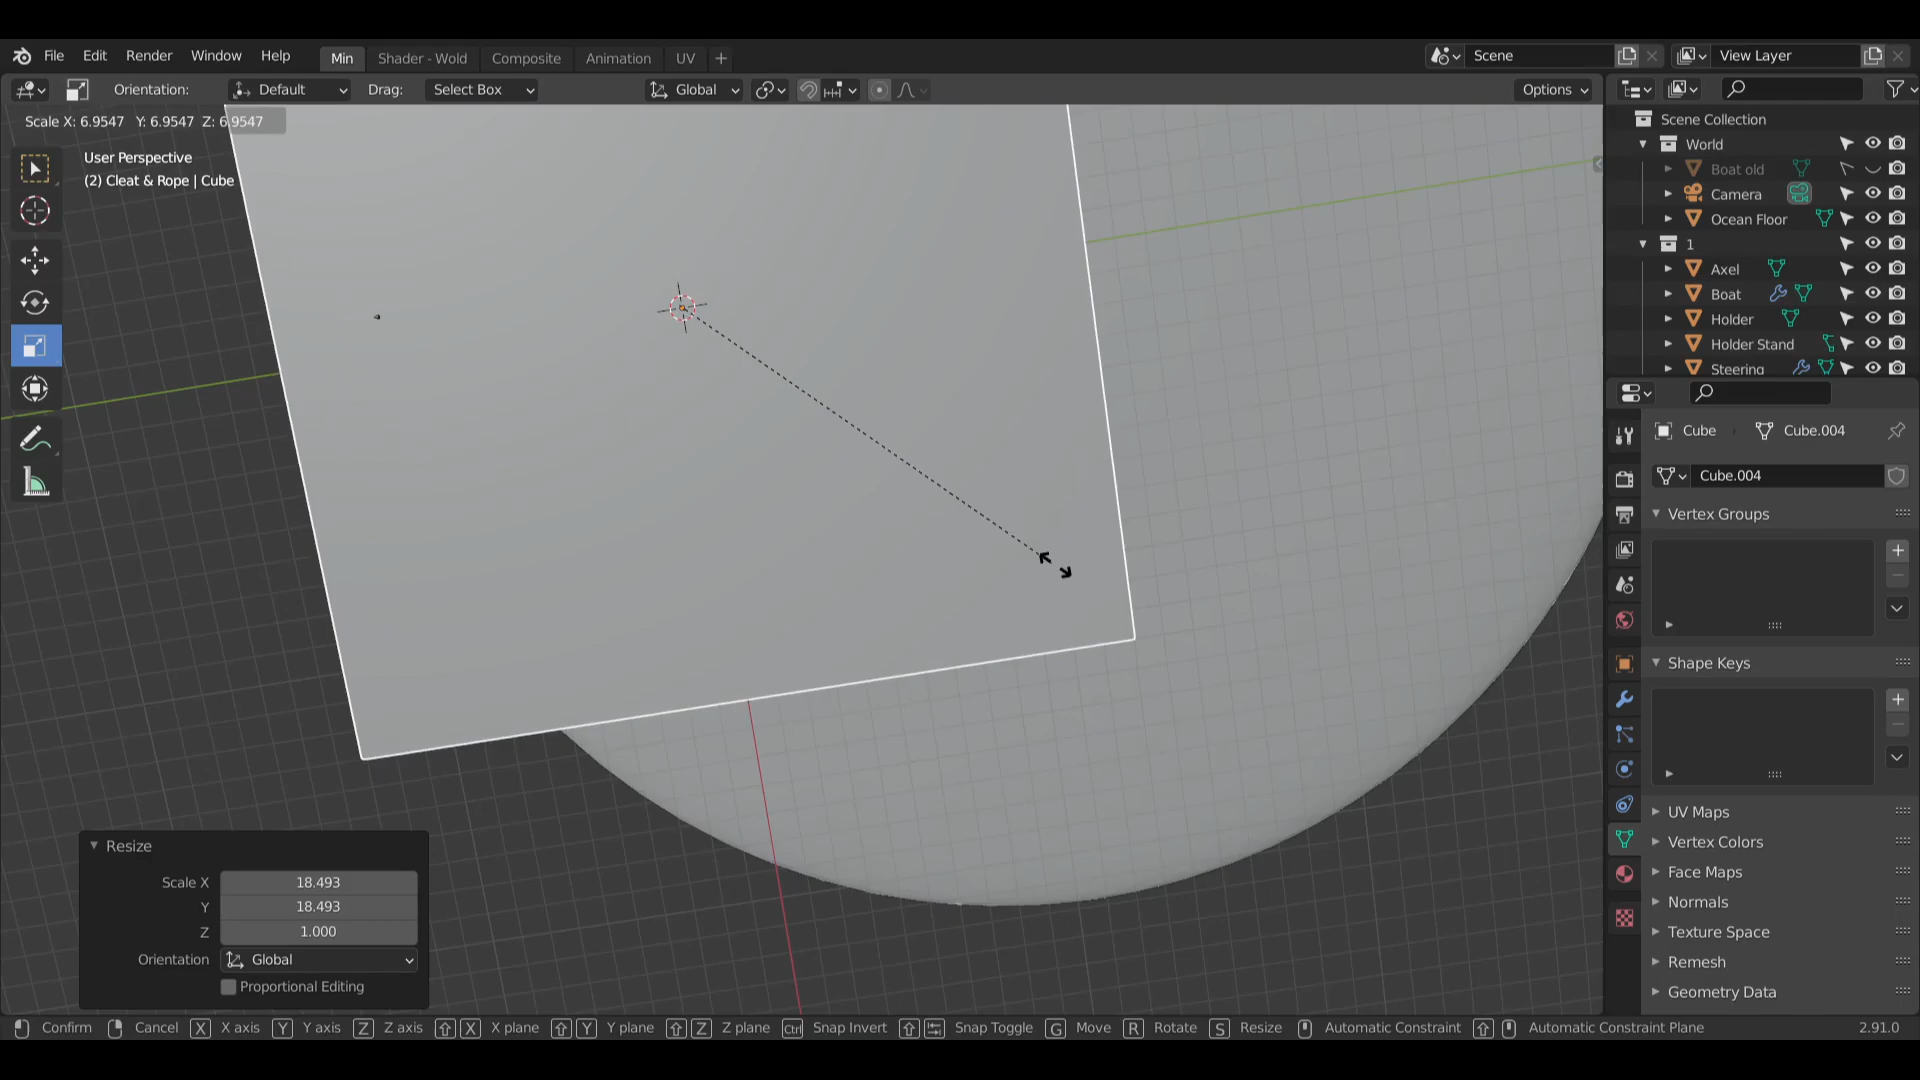 File Edit Render Window Help Min Shader - Wold Composite Animation UV + Scene View Layer
Orientation: Default Drag: Select Box Global Options
Scale X: 6.9547 Y: 6.9547 Z: 6.9547
User Perspective
(2) Cleat & Rope | Cube
Scene Collection
World
Boat old
Camera
Ocean Floor
1
Axel
Boat
Holder
Holder Stand
Steering
Cube Cube.004
Cube.004
Vertex Groups
Shape Keys
UV Maps
Vertex Colors
Face Maps
Normals
Texture Space
Remesh
Geometry Data
Resize
Scale X 18.493
Y 18.493
Z 1.000
Orientation Global
Proportional Editing
Confirm Cancel X X axis Y Y axis Z Z axis X X plane Y Y plane Z Z plane Ctrl Snap Invert Snap Toggle G Move R Rotate S Resize Automatic Constraint Automatic Constraint Plane 2.91.0